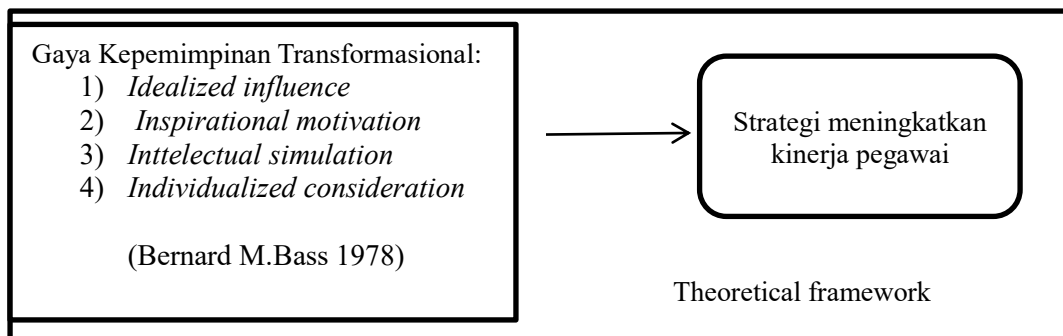 Gaya Kepemimpinan Transformasional:
1) Idealized influence
2) Inspirational motivation
3) Inttelectual simulation
4) Individualized consideration
(Bernard M.Bass 1978)
Strategi meningkatkan
kinerja pegawai
Theoretical framework